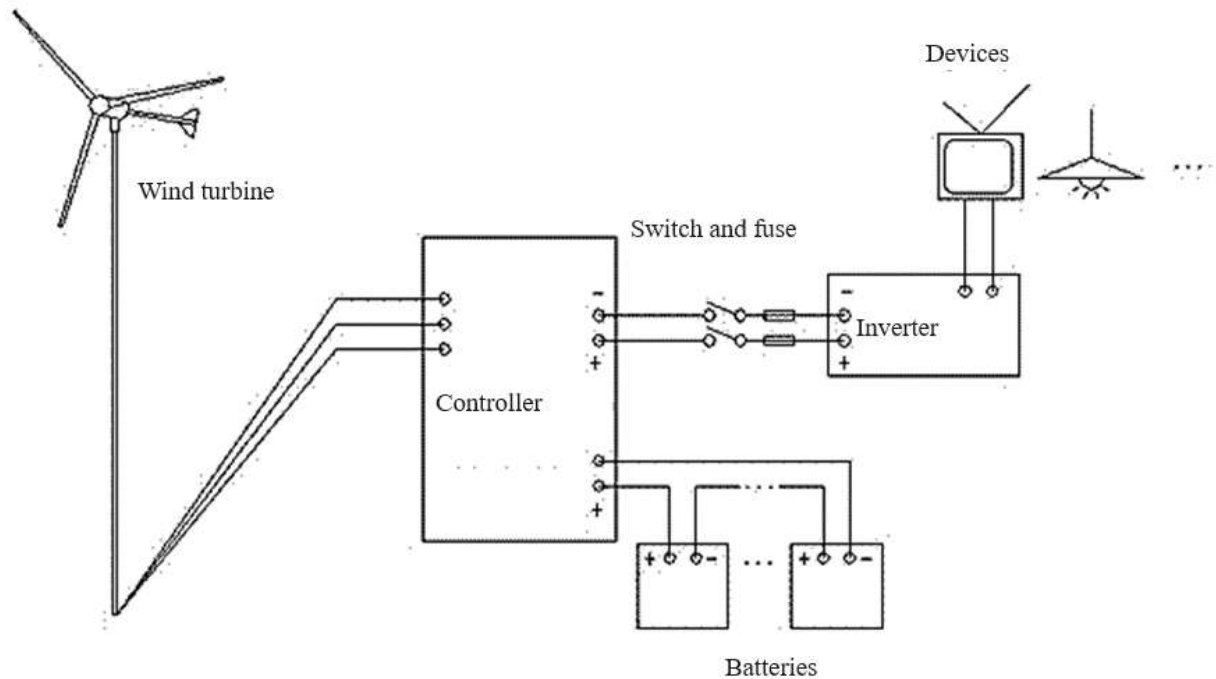 Devices
Wind turbine
Switch and fuse
-
-
Inverter
+
+
Controller
+
+ - ... + -
Batteries